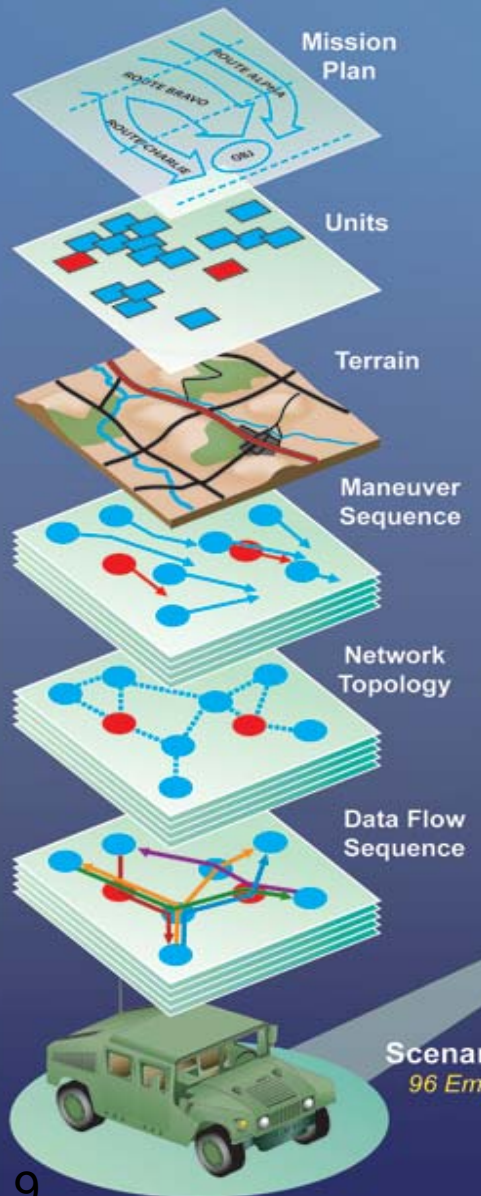 Mission
Plan
ROUTE ALPHA
ROUTE BRAVO
ROUTE CHARLIE
OBJ
Units
Terrain
Maneuver
Sequence
Network
Topology
Data Flow
Sequence
Scenar
96 Em
9